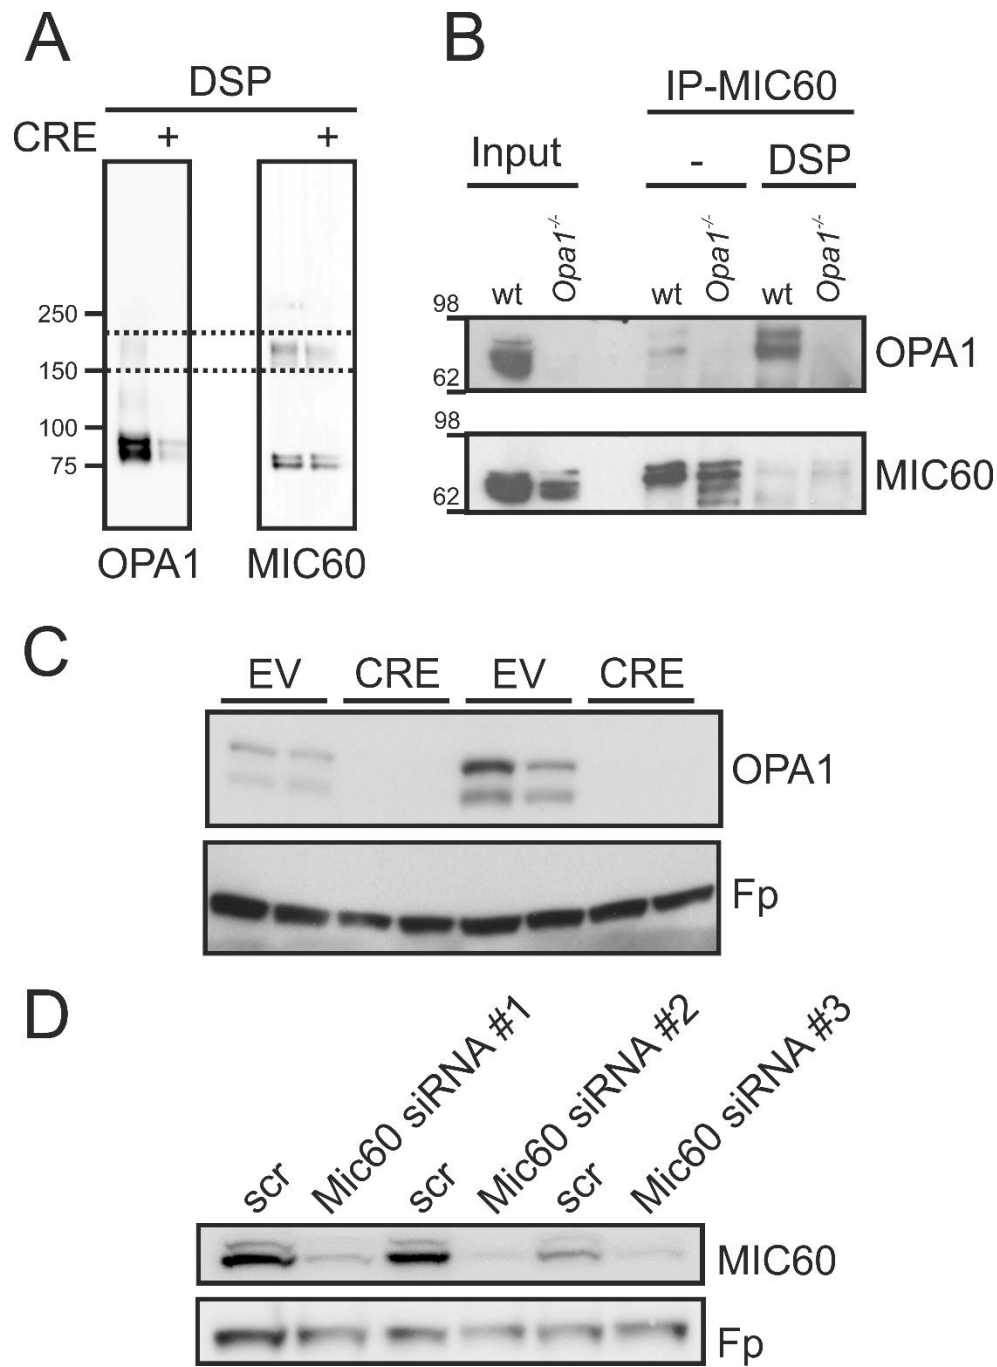 A
DSP
CRE +
+
250
150
100
75
OPA1
MIC60
B
IP-MIC60
Input
-
DSP
wt
Opa1-/-
wt
Opa1-/-
wt
Opa1-/-
98
62
OPA1
98
62
MIC60
C
EV
CRE
EV
CRE
OPA1
Fp
D
scr
Mic60 siRNA #1
scr
Mic60 siRNA #2
scr
Mic60 siRNA #3
MIC60
Fp